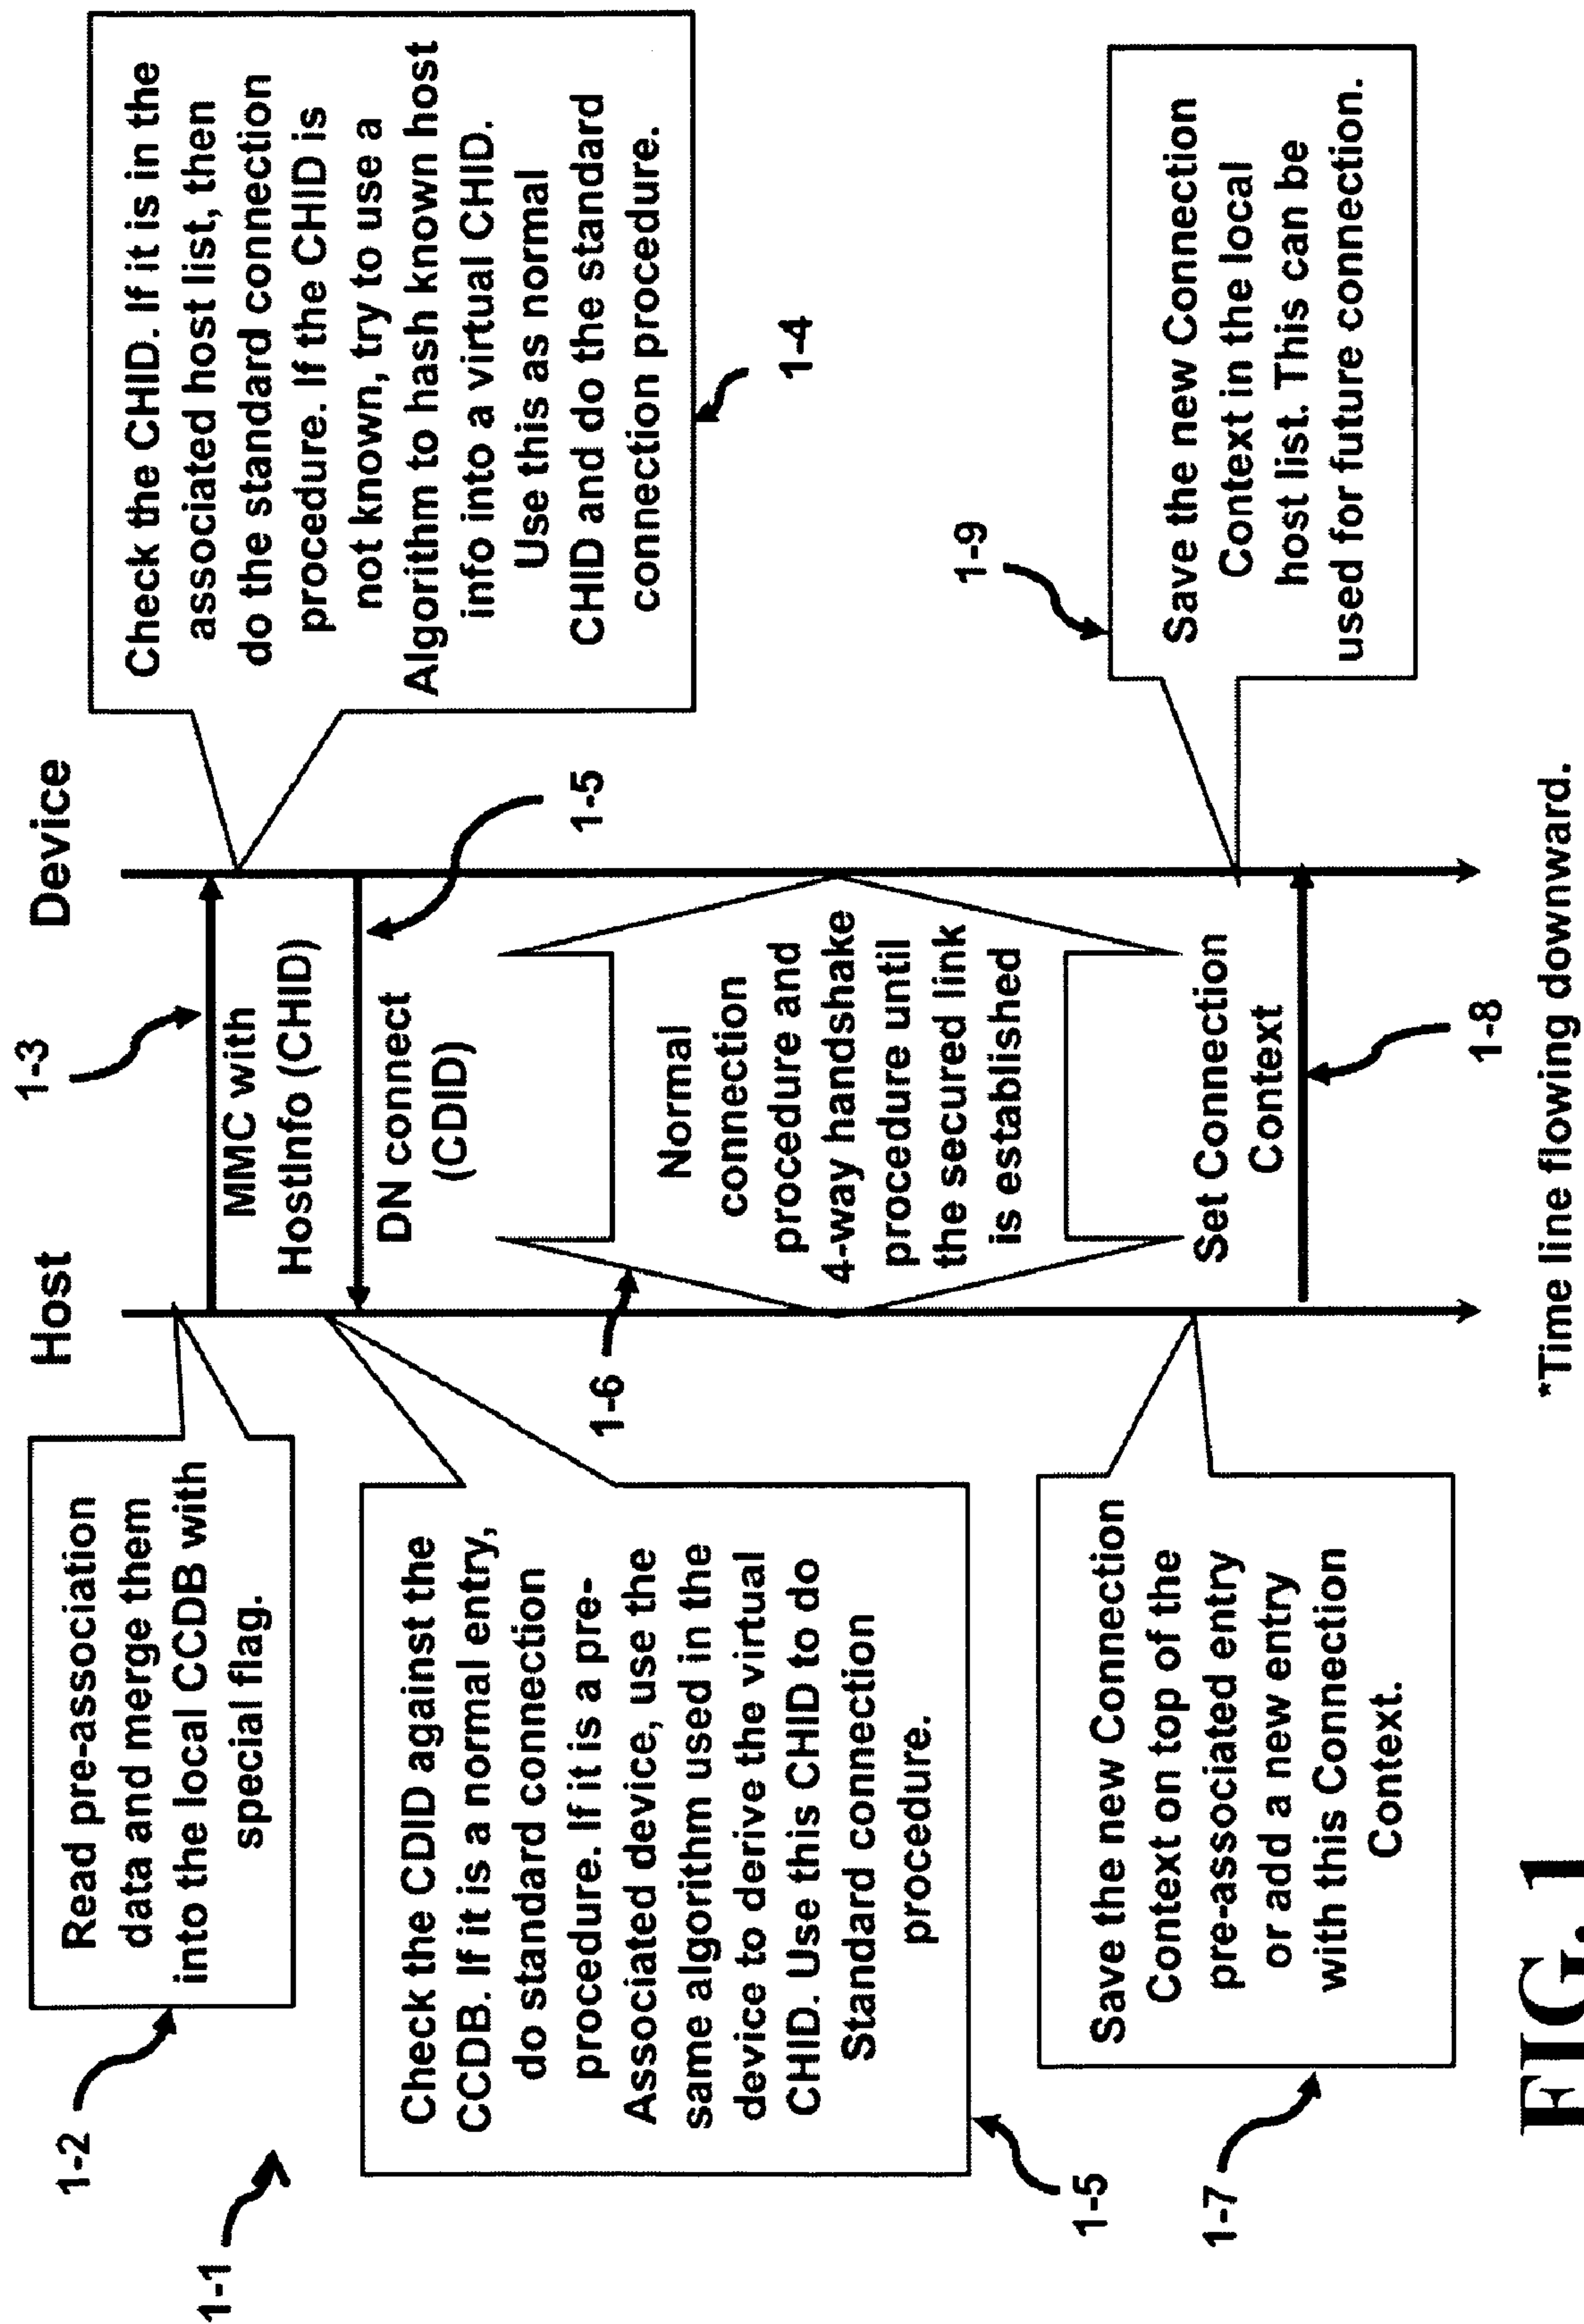 Host
Device
1-1
1-2
Read pre-association
data and merge them
into the local CCDB with
special flag.
1-3
MMC with
HostInfo (CHID)
Check the CHID. If it is in the
associated host list, then
do the standard connection
procedure. If the CHID is
not known, try to use a
Algorithm to hash known host
info into a virtual CHID.
Use this as normal
CHID and do the standard
connection procedure.
1-4
DN connect
(CDID)
1-5
Check the CDID against the
CCDB. If it is a normal entry,
do standard connection
procedure. If it is a pre-
Associated device, use the
same algorithm used in the
device to derive the virtual
CHID. Use this CHID to do
Standard connection
procedure.
1-5
1-6
Normal
connection
procedure and
4-way handshake
procedure until
the secured link
is established
Save the new Connection
Context on top of the
pre-associated entry
or add a new entry
with this Connection
Context.
1-7
Set Connection
Context
1-8
1-9
Save the new Connection
Context in the local
host list. This can be
used for future connection.
*Time line flowing downward.
FIG. 1